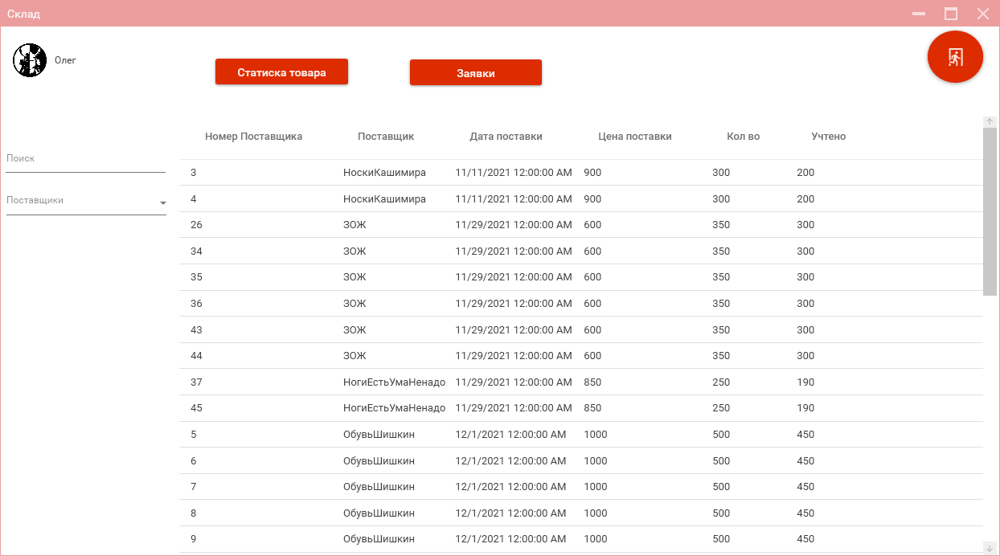 Склад
Олег
Статиска товара Заявки
Номер Поставщика Поставщик Дата поставки Цена поставки Кол во Учтено
Поиск
Поставщики
3 НоскиКашимира 11/11/2021 12:00:00 AM 900 300 200
4 НоскиКашимира 11/11/2021 12:00:00 AM 900 300 200
26 ЗОЖ 11/29/2021 12:00:00 AM 600 350 300
34 ЗОЖ 11/29/2021 12:00:00 AM 600 350 300
35 ЗОЖ 11/29/2021 12:00:00 AM 600 350 300
36 ЗОЖ 11/29/2021 12:00:00 AM 600 350 300
43 ЗОЖ 11/29/2021 12:00:00 AM 600 350 300
44 ЗОЖ 11/29/2021 12:00:00 AM 600 350 300
37 НогиЕстьУмаНенадо 11/29/2021 12:00:00 AM 850 250 190
45 НогиЕстьУмаНенадо 11/29/2021 12:00:00 AM 850 250 190
5 ОбувьШишкин 12/1/2021 12:00:00 AM 1000 500 450
6 ОбувьШишкин 12/1/2021 12:00:00 AM 1000 500 450
7 ОбувьШишкин 12/1/2021 12:00:00 AM 1000 500 450
8 ОбувьШишкин 12/1/2021 12:00:00 AM 1000 500 450
9 ОбувьШишкин 12/1/2021 12:00:00 AM 1000 500 450